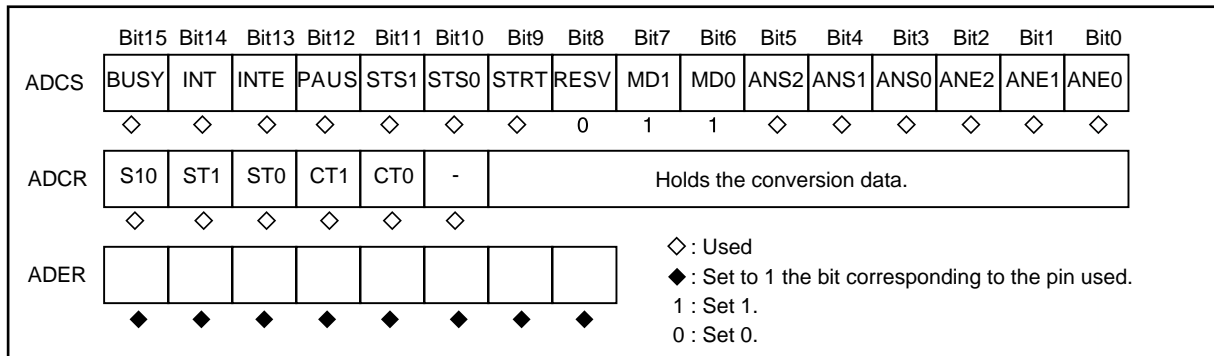 Bit15 Bit14 Bit13 Bit12 Bit11 Bit10 Bit9 Bit8 Bit7 Bit6 Bit5 Bit4 Bit3 Bit2 Bit1 Bit0
ADCS BUSY INT INTE PAUS STS1 STS0 STRT RESV MD1 MD0 ANS2 ANS1 ANS0 ANE2 ANE1 ANE0
◇ ◇ ◇ ◇ ◇ ◇ ◇ 0 1 1 ◇ ◇ ◇ ◇ ◇ ◇
ADCR S10 ST1 ST0 CT1 CT0 - Holds the conversion data.
◇ ◇ ◇ ◇ ◇ ◇
ADER
◆ ◆ ◆ ◆ ◆ ◆ ◆ ◆
◇ : Used
◆ : Set to 1 the bit corresponding to the pin used.
1 : Set 1.
0 : Set 0.